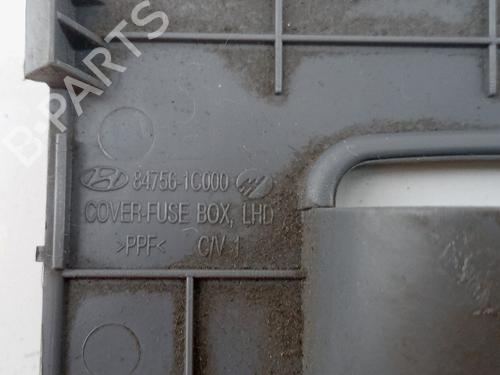 84756-1C000
COVER-FUSE BOX, LHD
>PPF< C/V 1
B-PARTS